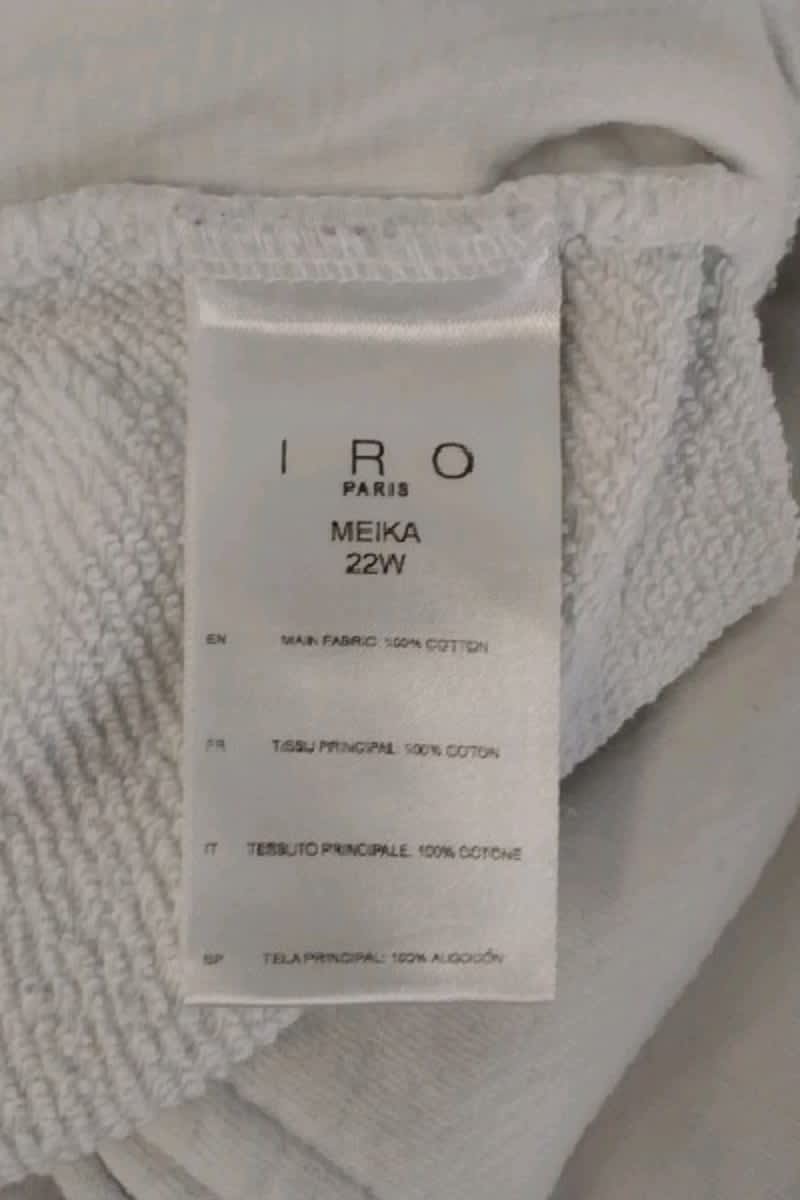 IRO
PARIS
MEIKA
22W
EN MAIN FABRIC: 100% COTTON
FR TISSU PRINCIPAL: 100% COTON
IT TESSUTO PRINCIPALE: 100% COTONE
SP TELA PRINCIPAL: 100% ALGODÓN